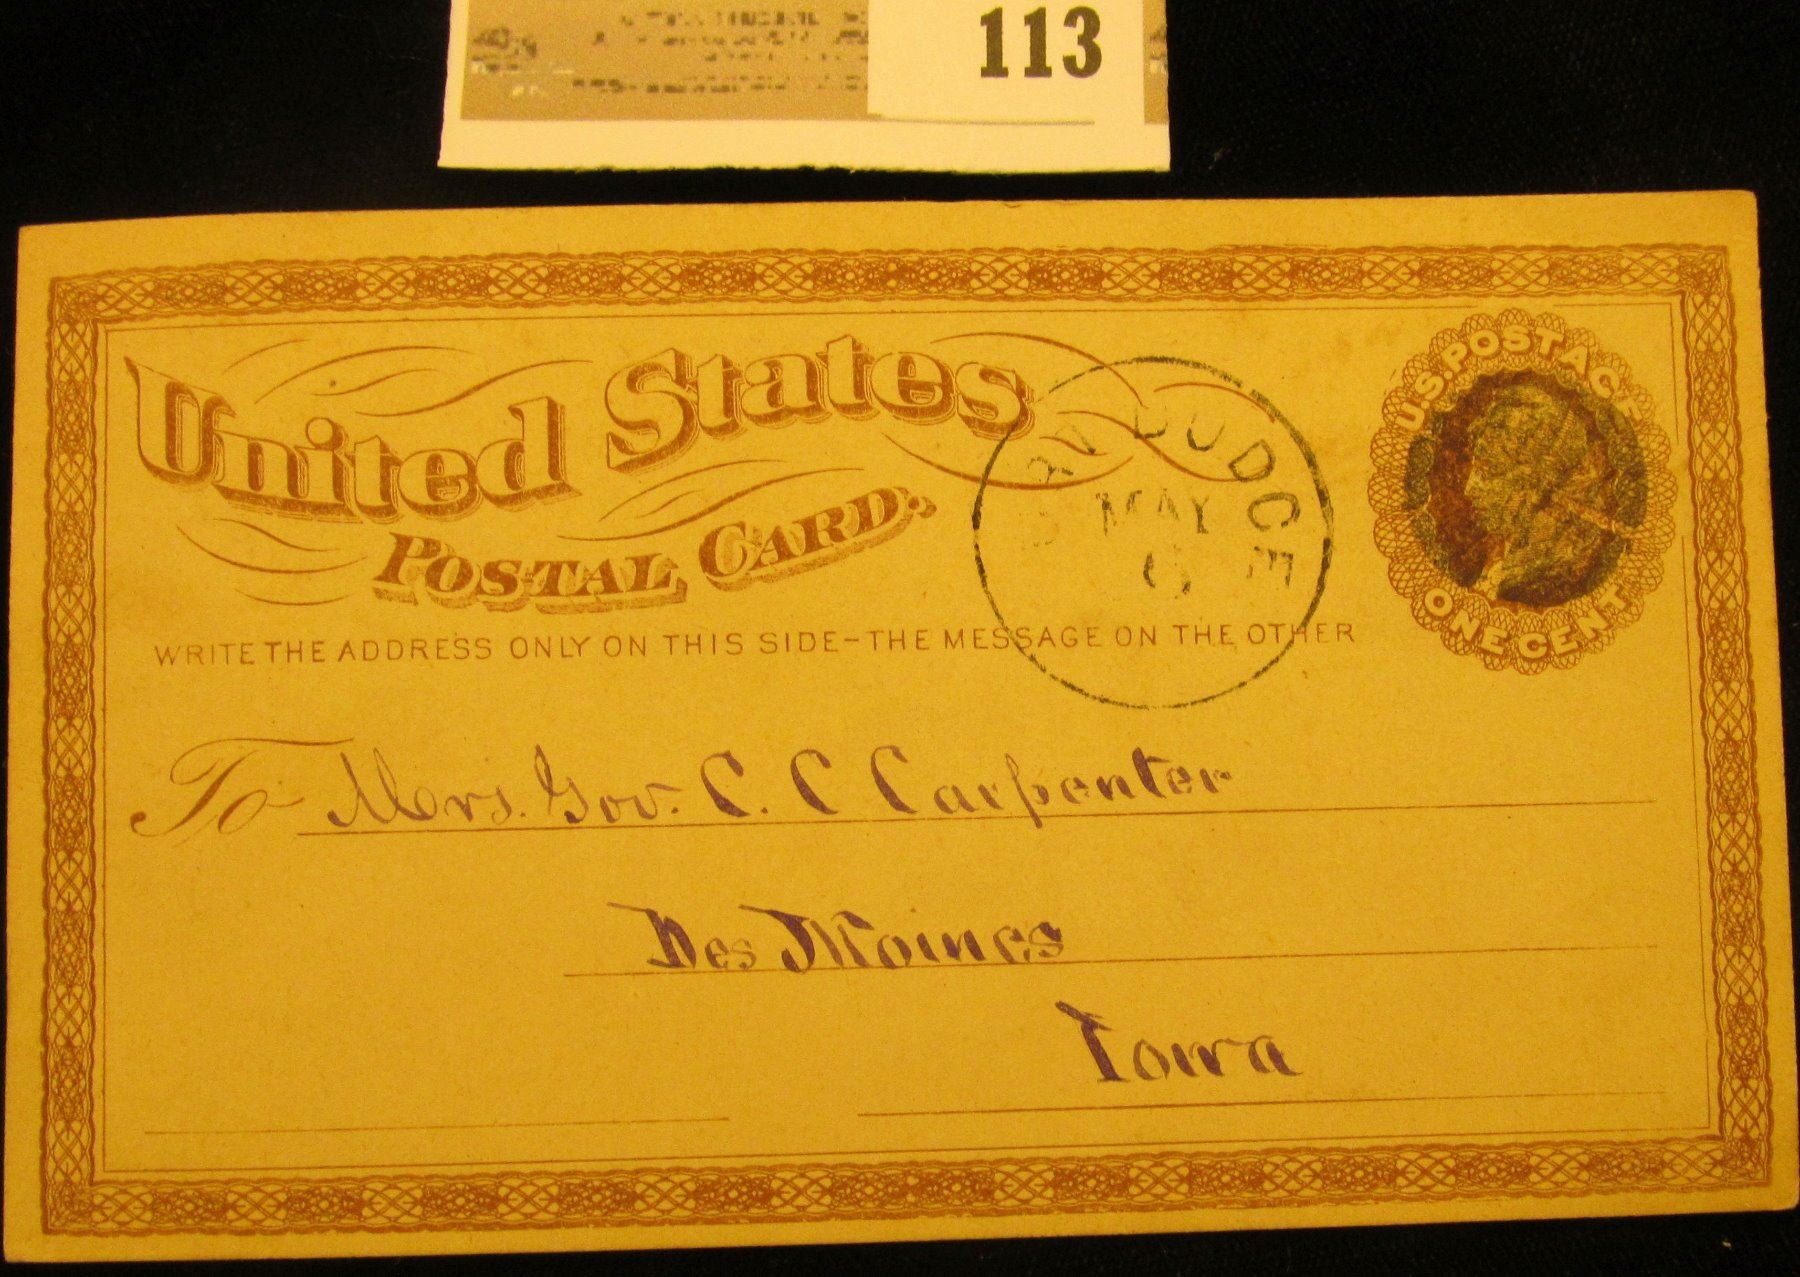 113
United States
POSTAL CARD.
U.S. POSTAGE
ONE CENT
DODGE
MAY
WRITE THE ADDRESS ONLY ON THIS SIDE-THE MESSAGE ON THE OTHER
To Mrs. Gov. C. C Carpenter
Des Moines
Iowa